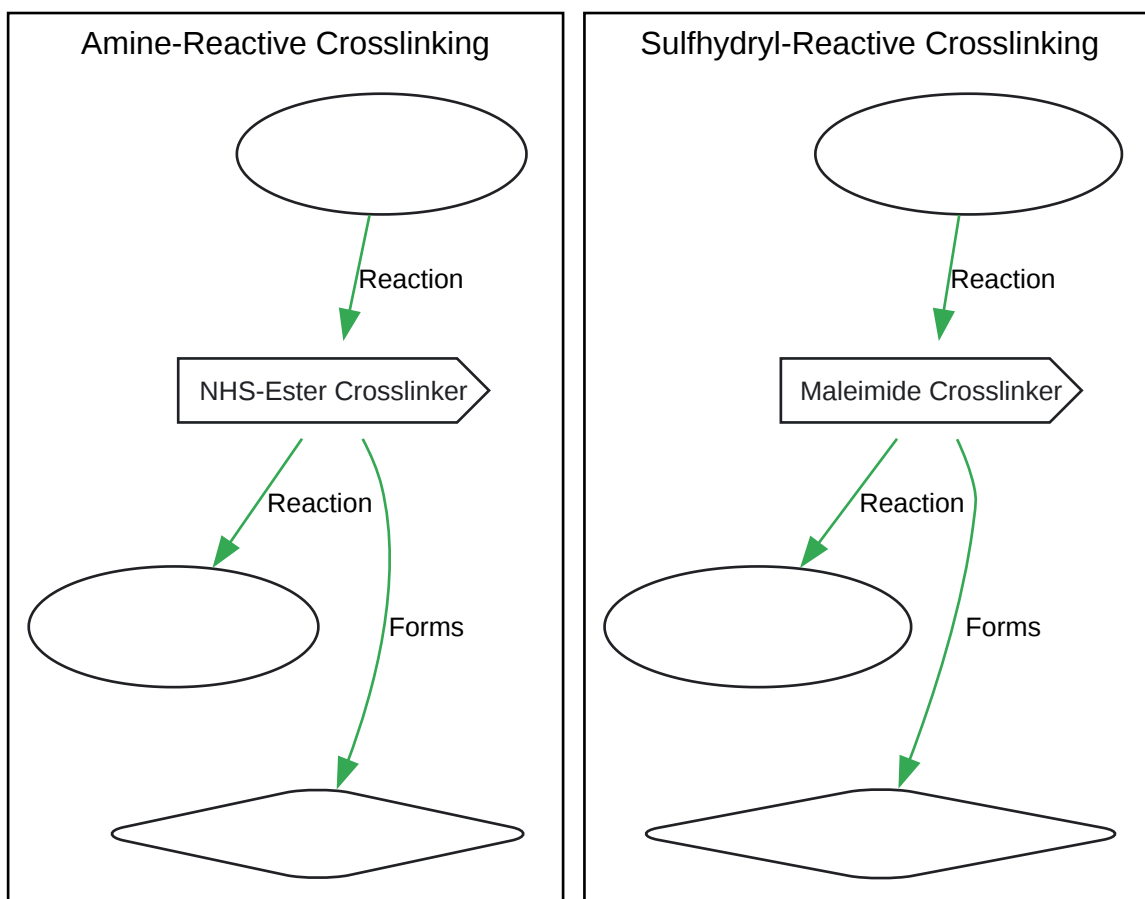 Amine-Reactive Crosslinking
Reaction
NHS-Ester Crosslinker
Reaction
Forms
Sulfhydryl-Reactive Crosslinking
Reaction
Maleimide Crosslinker
Reaction
Forms